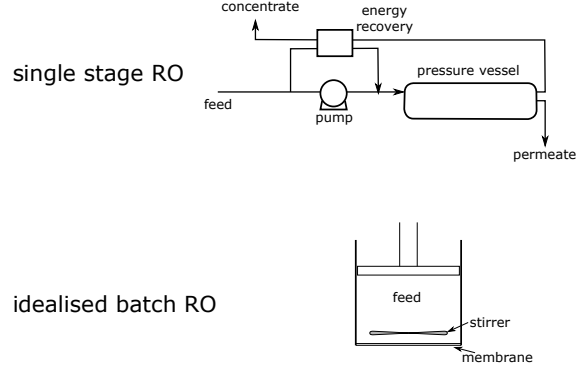 concentrate
energy
recovery
single stage RO
pressure vessel
feed
pump
permeate
idealised batch RO
feed
stirrer
membrane